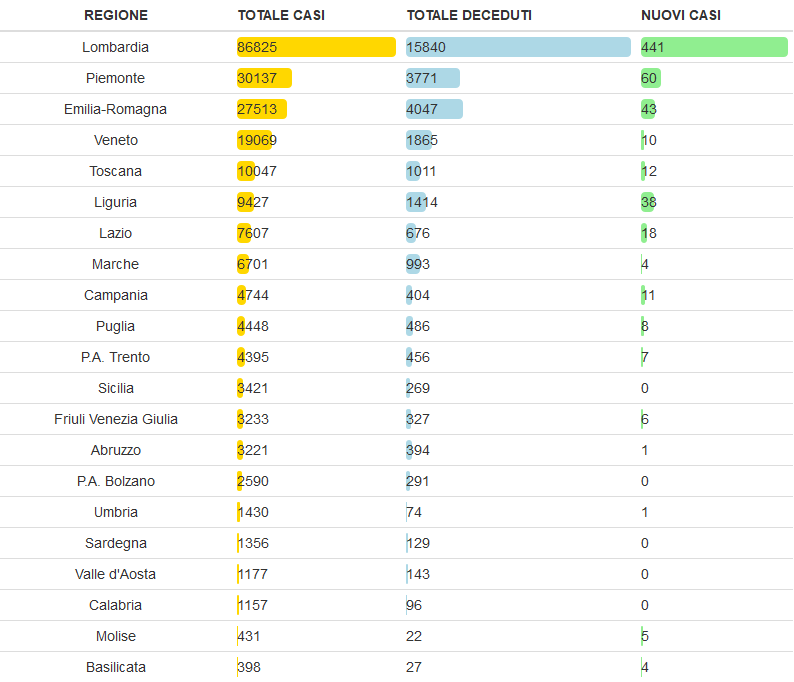 REGIONE TOTALE CASI TOTALE DECEDUTI NUOVI CASI
Lombardia 86825 15840 441
Piemonte 30137 3771 60
Emilia-Romagna 27513 4047 43
Veneto 19069 1865 10
Toscana 10047 1011 12
Liguria 9427 1414 38
Lazio 7607 676 18
Marche 6701 993 4
Campania 4744 404 11
Puglia 4448 486 8
P.A. Trento 4395 456 7
Sicilia 3421 269 0
Friuli Venezia Giulia 3233 327 6
Abruzzo 3221 394 1
P.A. Bolzano 2590 291 0
Umbria 1430 74 1
Sardegna 1356 129 0
Valle d'Aosta 1177 143 0
Calabria 1157 96 0
Molise 431 22 5
Basilicata 398 27 4